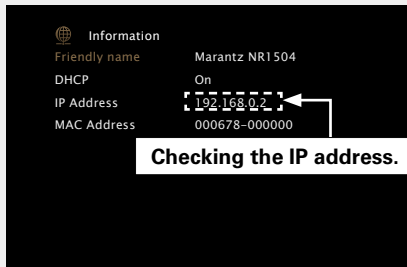 Information
Friendly name Marantz NR1504
DHCP On
IP Address 192.168.0.2
MAC Address 000678-000000
Checking the IP address.